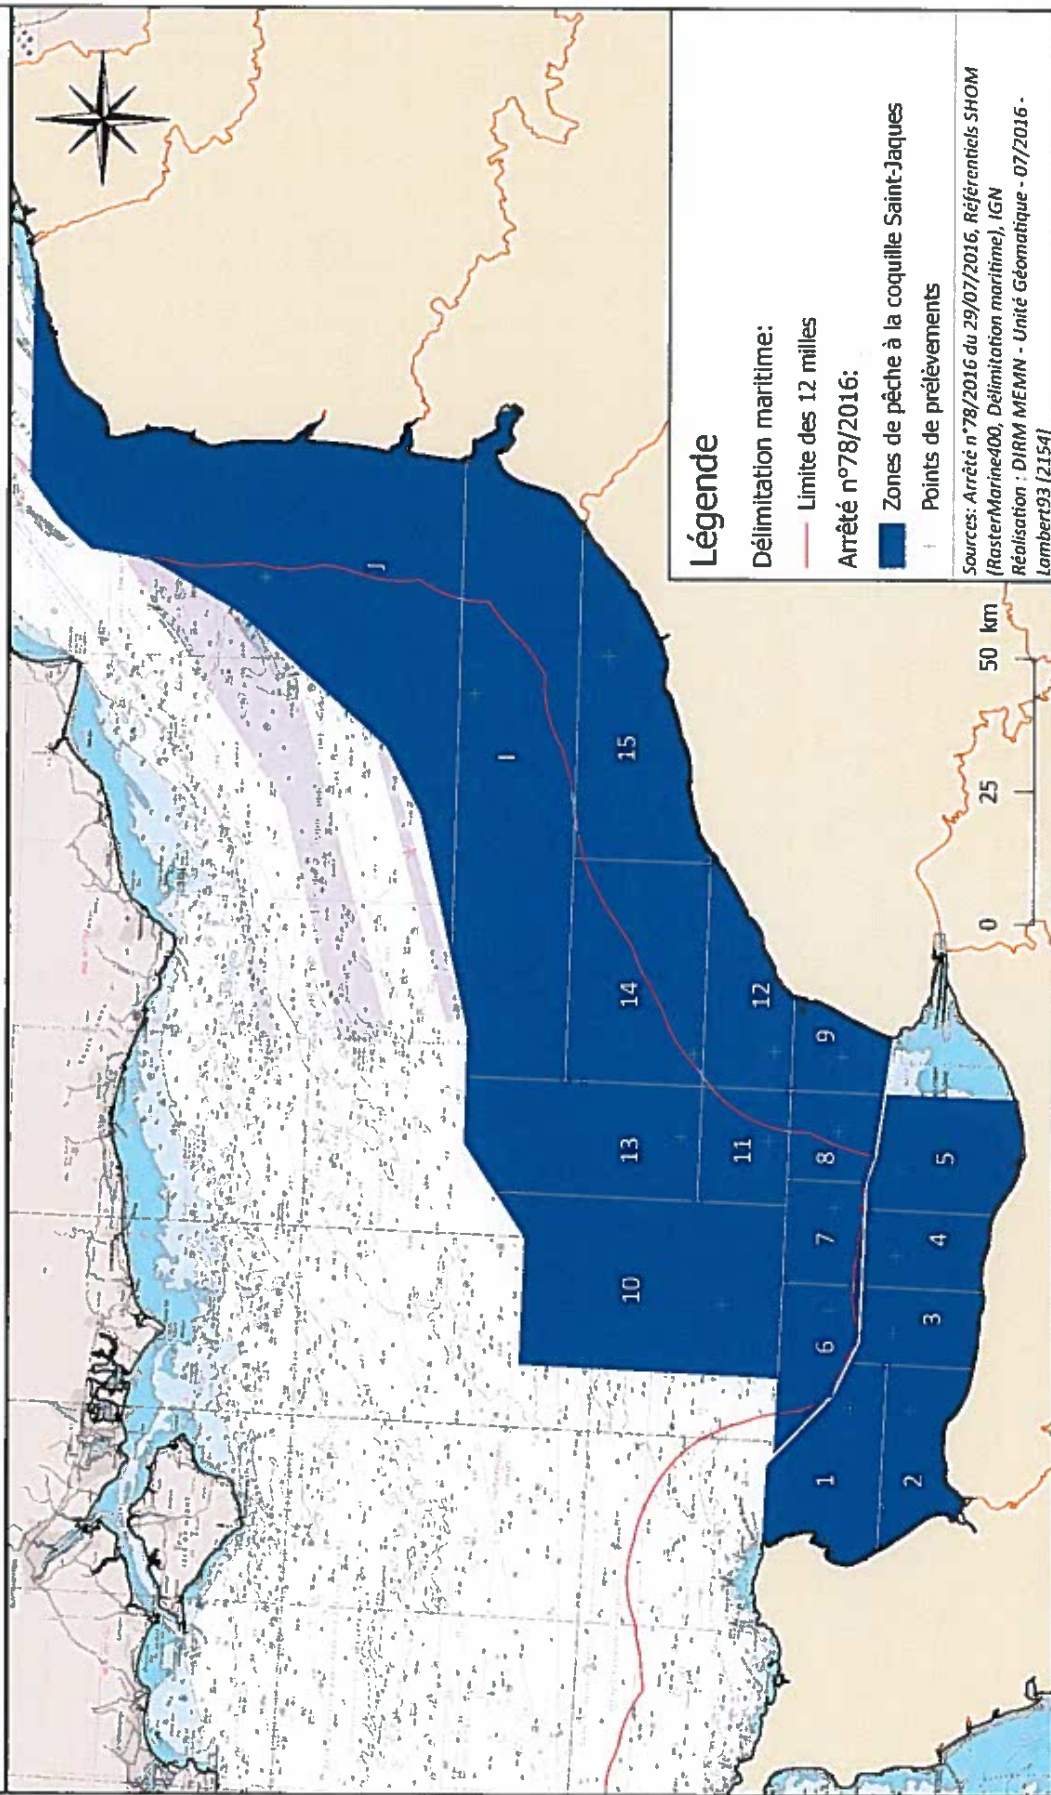 J
I
15
14
12
13
11
9
8
10
7
6
5
4
3
1
2
Légende
Délimitation maritime:
Limite des 12 milles
Arrêté n°78/2016:
Zones de pêche à la coquille Saint-Jaques
Points de prélèvements
Sources: Arrêté n°78/2016 du 29/07/2016, Référentiels SHOM
(RasterMarine400, Délimitation maritime), IGN
Réalisation : DIRM MEMN - Unité Géomatique - 07/2016 -
Lambert93 [2154]
0 25 50 km